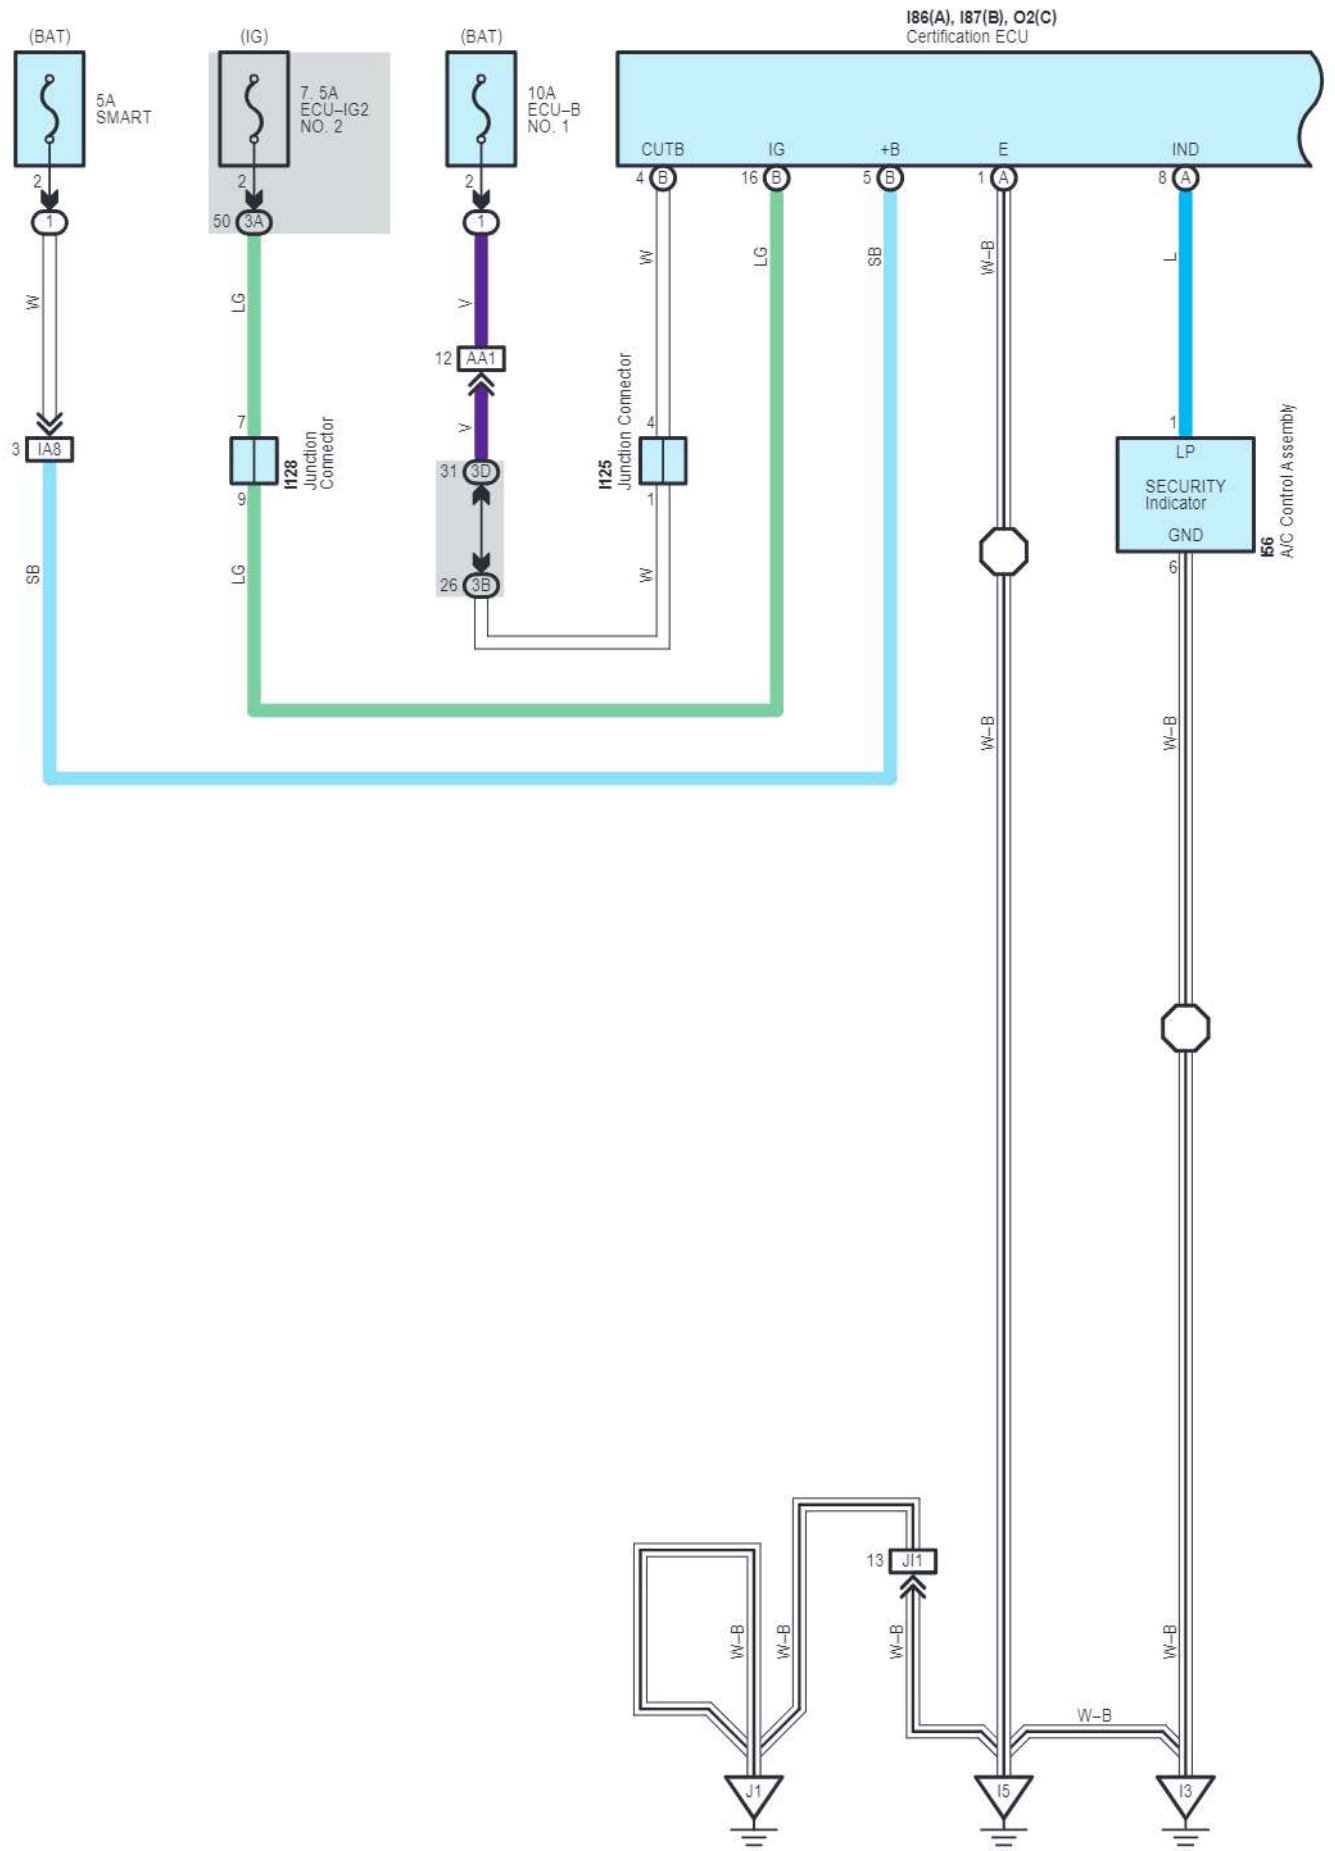 I86(A), I87(B), O2(C)
Certification ECU
(BAT)
(IG)
(BAT)
5A
SMART
7. 5A
ECU–IG2
NO. 2
10A
ECU–B
NO. 1
CUTB
IG
+B
E
IND
2
2
2
4
B
16
B
5
B
1
A
8
A
1
50
3A
1
W
LG
V
W
LG
SB
W–B
L
12
AA1
3
IA8
7
9
I128
Junction
Connector
V
31
3D
26
3B
4
1
I125
Junction Connector
1
LP
SECURITY
Indicator
GND
6
I56
A/C Control Assembly
SB
LG
W
W–B
W–B
13
JI1
W–B
W–B
W–B
W–B
W–B
J1
I5
I3